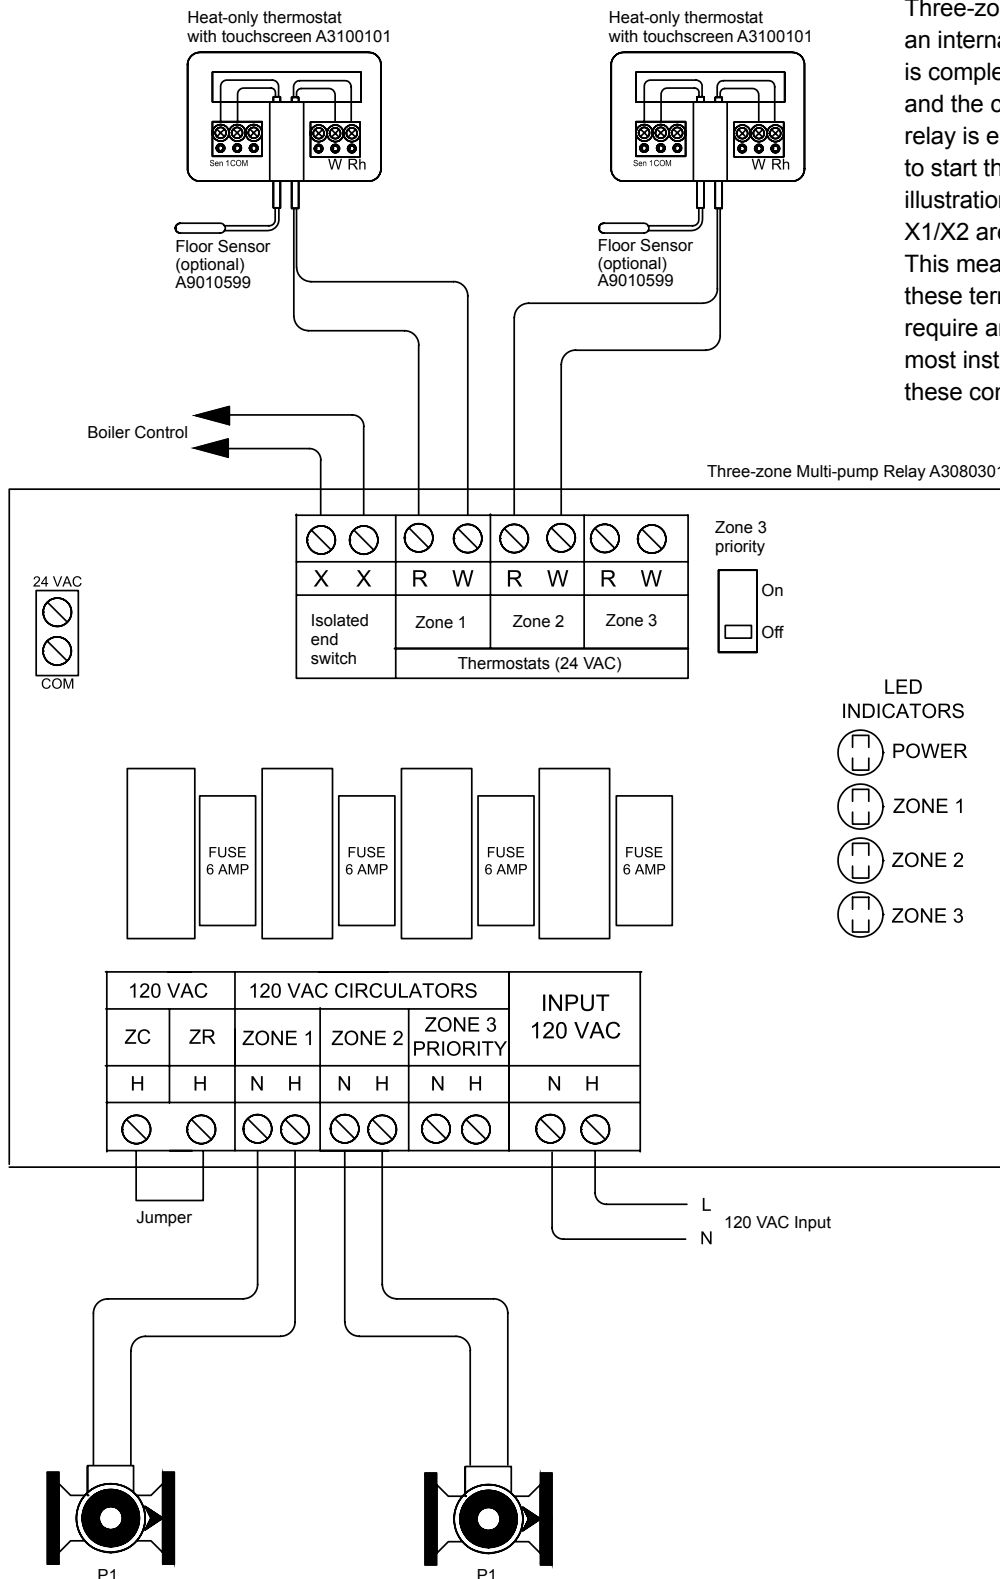 Heat-only thermostat
with touchscreen A3100101
Heat-only thermostat
with touchscreen A3100101
Three-zo
an interna
is comple
and the c
relay is e
to start th
illustration
X1/X2 are
This mea
these tern
require ar
most inst
these cor
Sen 1COM
W Rh
Sen 1COM
W Rh
Floor Sensor
(optional)
A9010599
Floor Sensor
(optional)
A9010599
Boiler Control
Three-zone Multi-pump Relay A3080301
24 VAC
COM
X X R W R W R W
Isolated
end
switch
Zone 1
Zone 2
Zone 3
Thermostats (24 VAC)
Zone 3
priority
On
Off
LED
INDICATORS
POWER
ZONE 1
ZONE 2
ZONE 3
FUSE
6 AMP
FUSE
6 AMP
FUSE
6 AMP
FUSE
6 AMP
120 VAC
120 VAC CIRCULATORS
INPUT
120 VAC
ZC
ZR
ZONE 1
ZONE 2
ZONE 3
PRIORITY
H H N H N H N H N H
Jumper
L
N
120 VAC Input
P1
P1